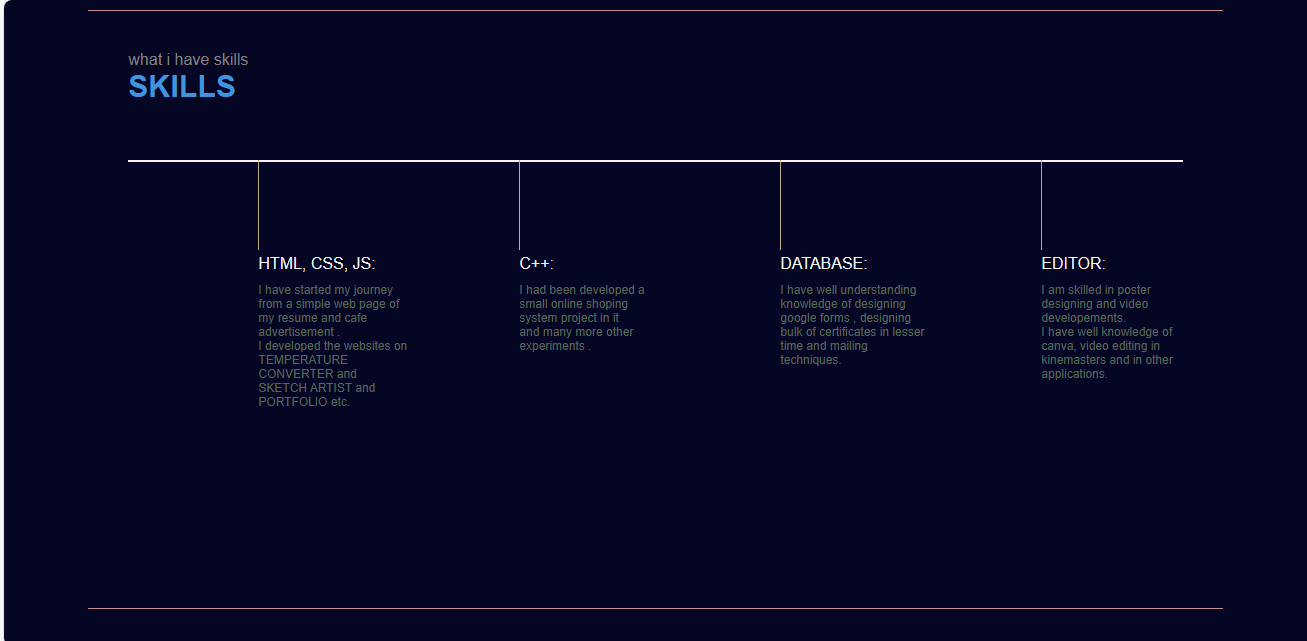 what i have skills
SKILLS
HTML, CSS, JS:
I have started my journey
from a simple web page of
my resume and cafe
advertisement .
I developed the websites on
TEMPERATURE
CONVERTER and
SKETCH ARTIST and
PORTFOLIO etc.
C++:
I had been developed a
small online shoping
system project in it
and many more other
experiments .
DATABASE:
I have well understanding
knowledge of designing
google forms , designing
bulk of certificates in lesser
time and mailing
techniques.
EDITOR:
I am skilled in poster
designing and video
developements.
I have well knowledge of
canva, video editing in
kinemasters and in other
applications.